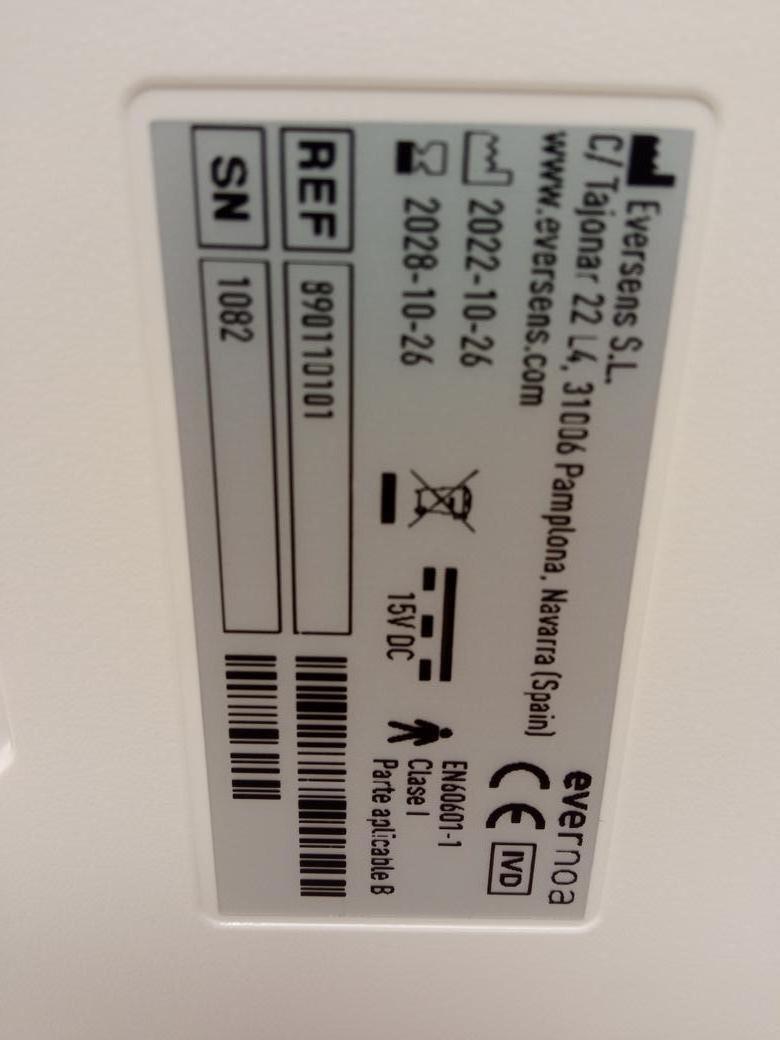 Eversens S.L.
C/ Tajonar 22 L4, 31006 Pamplona, Navarra (Spain)
www.eversens.com
evernoa
CE IVD
2022-10-26
2028-10-26
15V DC
EN60601-1
Clase I
Parte aplicable B
REF 890110101
SN 1082